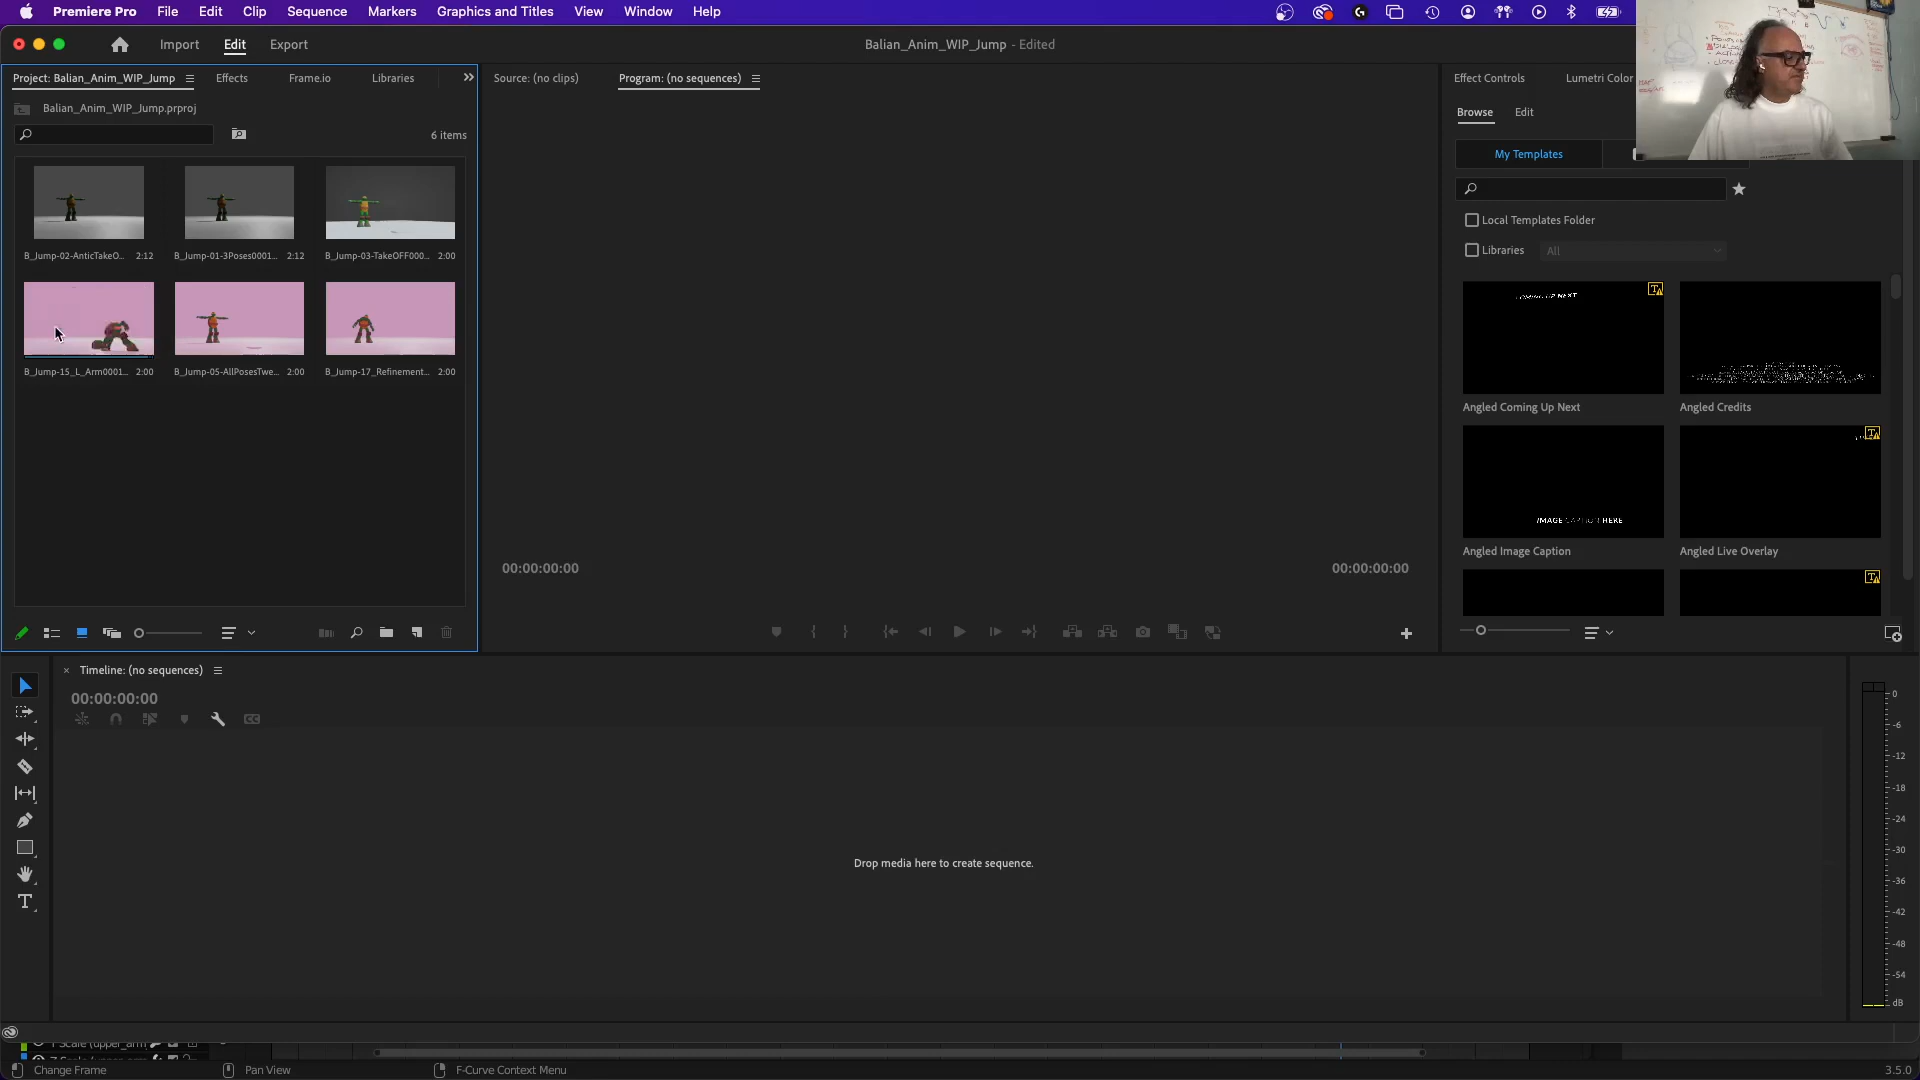 Premiere Pro File Edit Clip Sequence Markers Graphics and Titles View Window Help
Import Edit Export
Balian_Anim_WIP_Jump - Edited
Project: Balian_Anim_WIP_Jump Effects Frame.io Libraries
Balian_Anim_WIP_Jump.prproj
6 items
B_Jump-02-AnticTakeO... 2:12
B_Jump-01-3Poses0001... 2:12
B_Jump-03-TakeOFF000... 2:00
B_Jump-15_L_Arm0001... 2:00
B_Jump-05-AllPosesTwe... 2:00
B_Jump-17_Refinement... 2:00
Source: (no clips) Program: (no sequences)
00:00:00:00 00:00:00:00
Effect Controls Lumetri Color
Browse Edit
My Templates
Local Templates Folder
Libraries All
COMING UP NEXT
Angled Coming Up Next Angled Credits
IMAGE CAPTION HERE
Angled Image Caption Angled Live Overlay
Timeline: (no sequences)
00:00:00:00
Drop media here to create sequence.
0
-6
-12
-18
-24
-30
-36
-42
-48
-54
dB
Change Frame Pan View F-Curve Context Menu 3.5.0